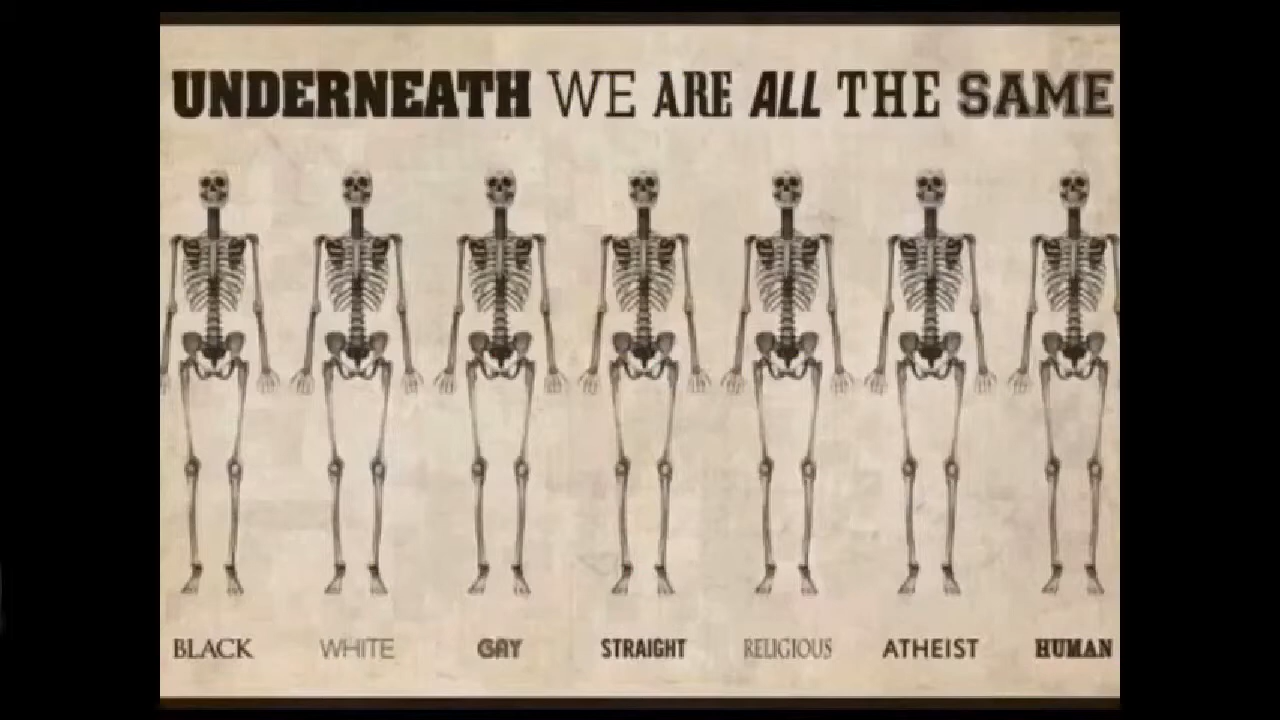 UNDERNEATH WE ARE ALL THE SAME
BLACK WHITE GAY STRAIGHT RELIGIOUS ATHEIST HUMAN